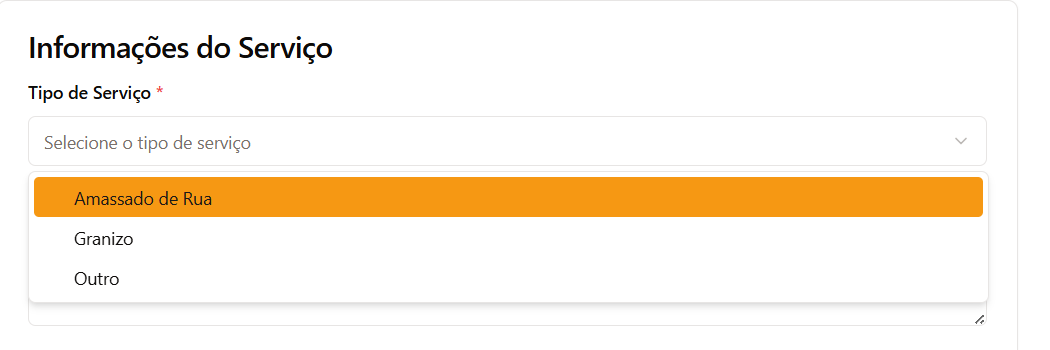 Informações do Serviço
Tipo de Serviço *
Selecione o tipo de serviço
Amassado de Rua
Granizo
Outro